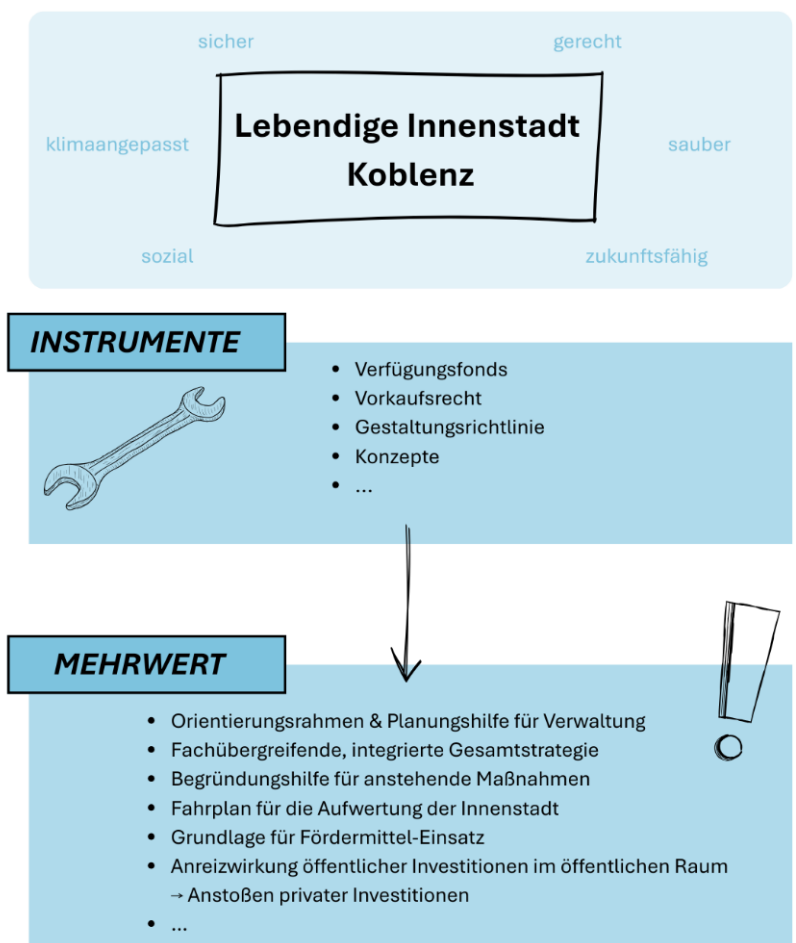 sicher
gerecht
Lebendige Innenstadt
Koblenz
klimaangepasst
sauber
sozial
zukunftsfähig
INSTRUMENTE
• Verfügungsfonds
• Vorkaufsrecht
• Gestaltungsrichtlinie
• Konzepte
• ...
MEHRWERT
• Orientierungsrahmen & Planungshilfe für Verwaltung
• Fachübergreifende, integrierte Gesamtstrategie
• Begründungshilfe für anstehende Maßnahmen
• Fahrplan für die Aufwertung der Innenstadt
• Grundlage für Fördermittel-Einsatz
• Anreizwirkung öffentlicher Investitionen im öffentlichen Raum
→ Anstoßen privater Investitionen
• ...